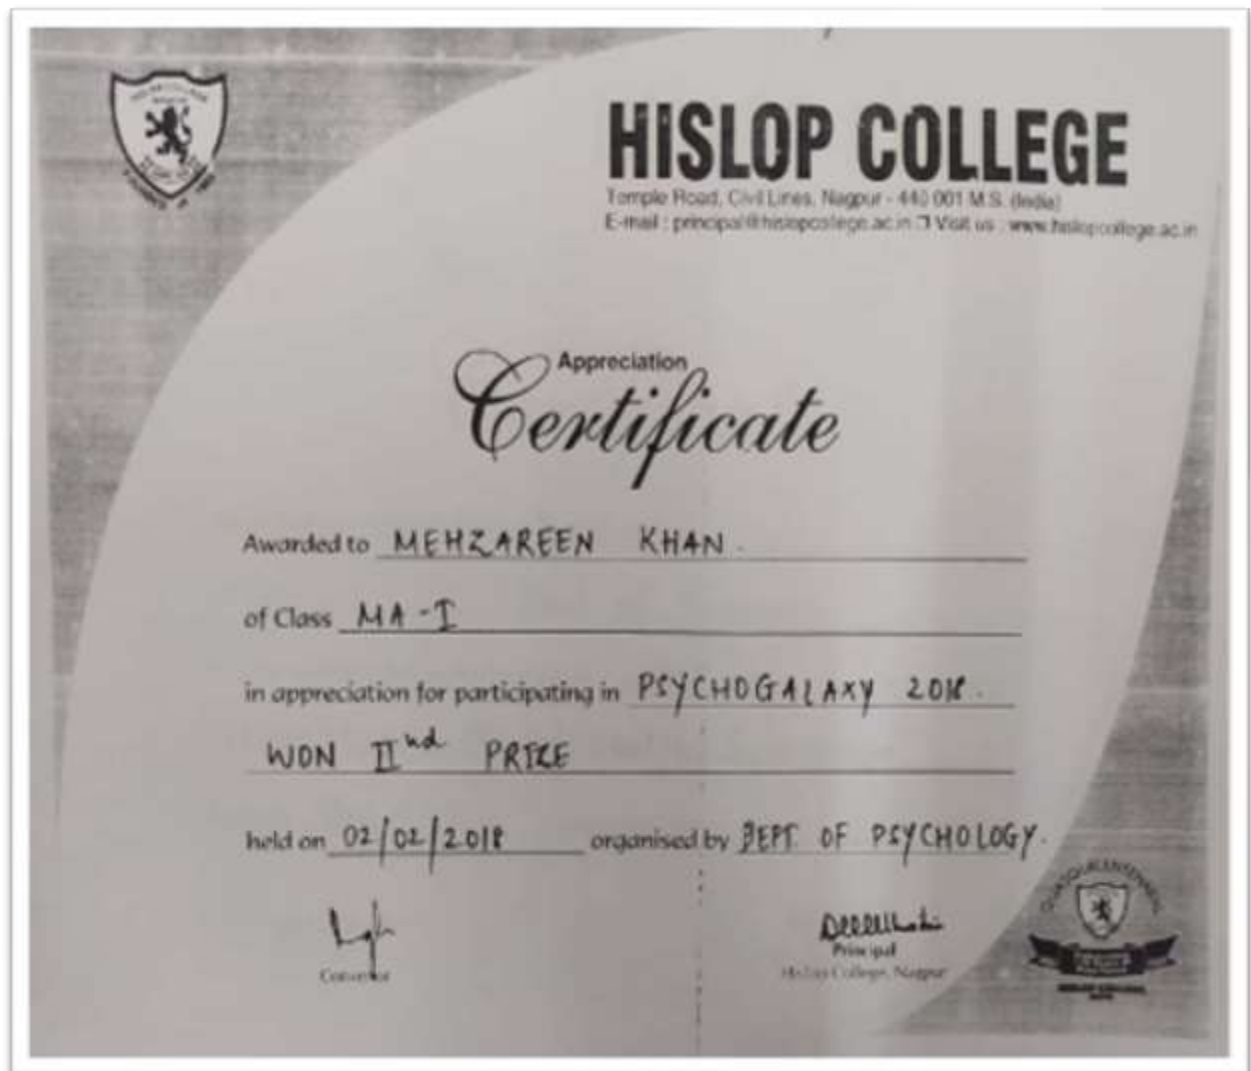 HISLOP COLLEGE
Temple Road, Civil Lines, Nagpur - 440 001 M.S. (India)
E-mail : principal@hislopcollege.ac.in Visit us : www.hislopcollege.ac.in
Appreciation
Certificate
Awarded to MEHZAREEN KHAN.
of Class MA-I
in appreciation for participating in PSYCHOGALAXY 2018.
WON IInd PRIZE
held on 02/02/2018 organised by DEPT. OF PSYCHOLOGY.
Convenor
Principal
Hislop College, Nagpur